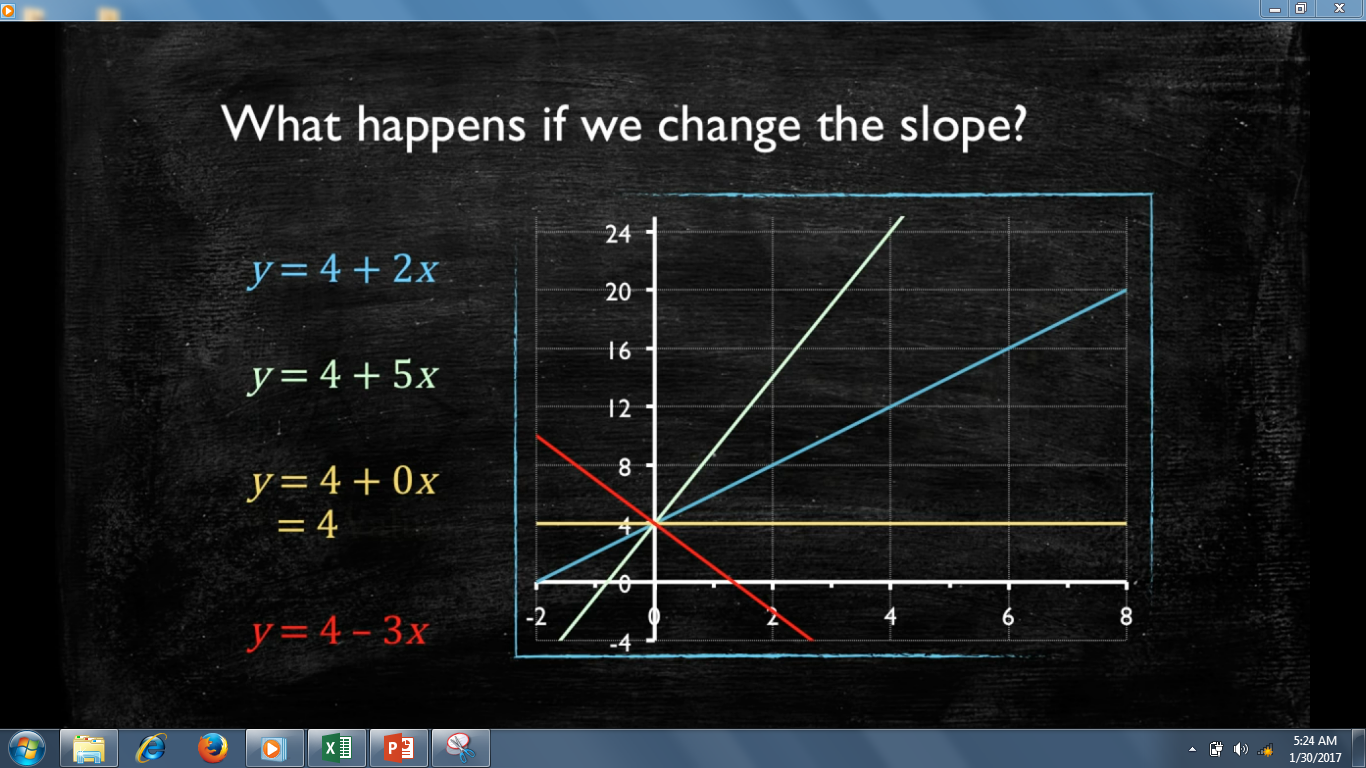 What happens if we change the slope?
y = 4 + 2x
y = 4 + 5x
y = 4 + 0x
= 4
y = 4 – 3x
24
20
16
12
8
4
0
-2 0 2 4 6 8
-4
5:24 AM
1/30/2017